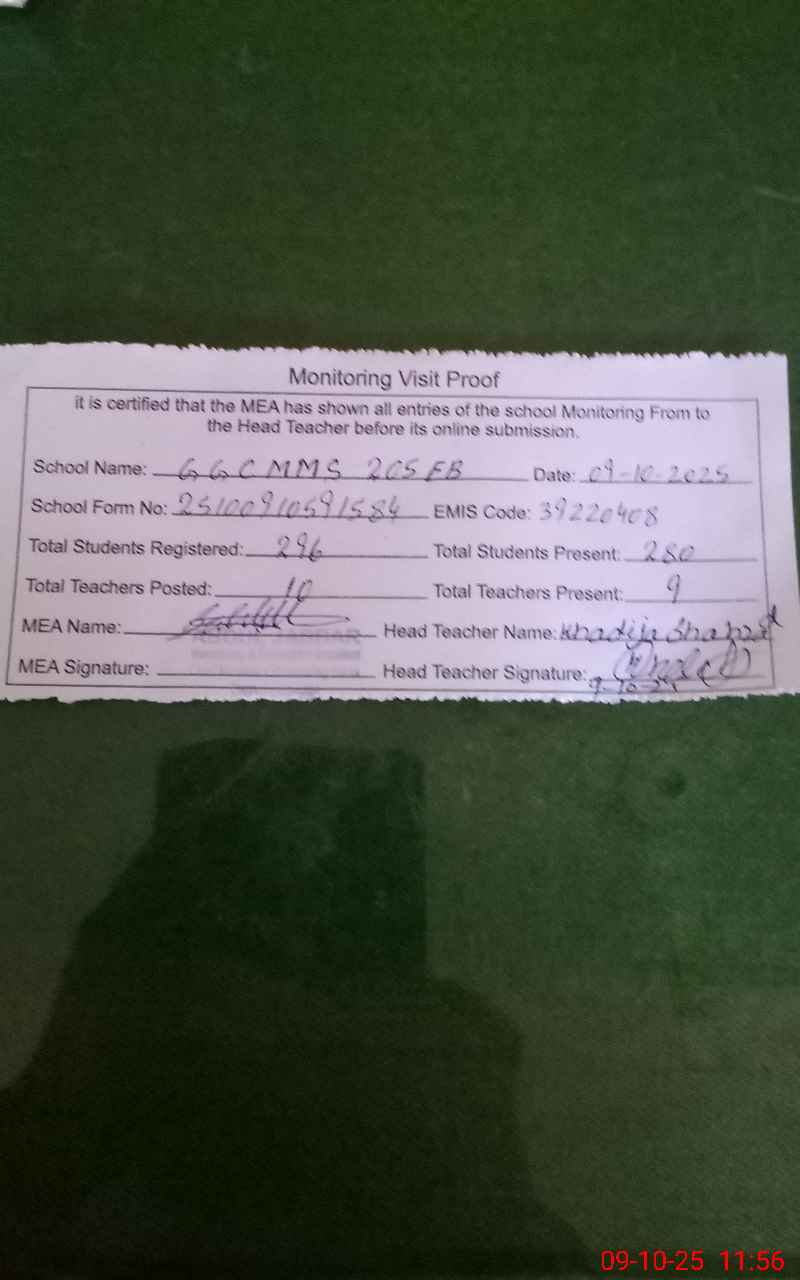 Monitoring Visit Proof
it is certified that the MEA has shown all entries of the school Monitoring From to
the Head Teacher before its online submission.
School Name: GGCMMS 205 EB Date: 09-10-2025
School Form No: 25100910591584 EMIS Code: 39220408
Total Students Registered: 296 Total Students Present: 280
Total Teachers Posted: 10 Total Teachers Present: 9
MEA Name: Head Teacher Name: Khadija
MEA Signature: Head Teacher Signature:
09-10-25 11:56